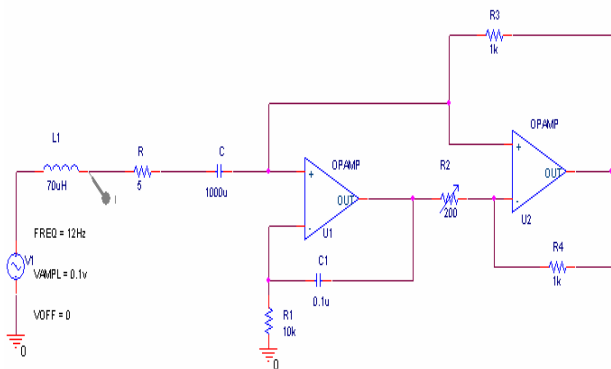 R3
1k
L1
70uH
R
5
C
1000u
OPAMP
+
-
OUT
U1
R2
200
OPAMP
+
-
OUT
U2
R4
1k
C1
0.1u
R1
10k
0
I
FREQ = 12Hz
V1
VAMPL = 0.1v
VOFF = 0
0